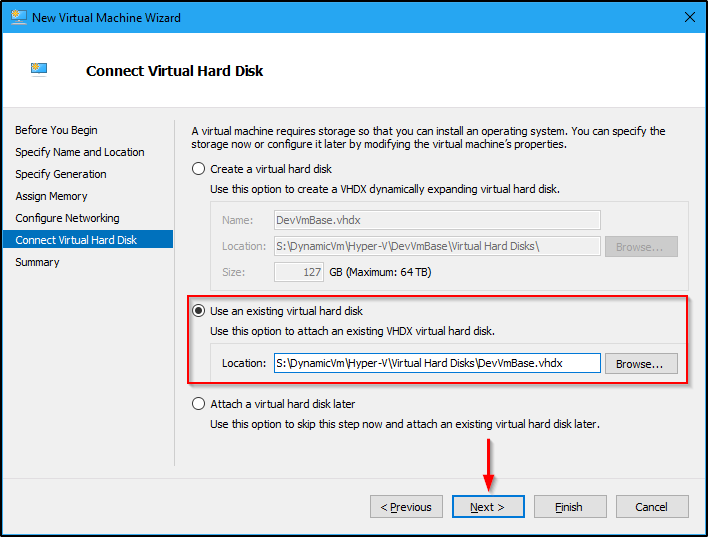 New Virtual Machine Wizard
Connect Virtual Hard Disk
Before You Begin
Specify Name and Location
Specify Generation
Assign Memory
Configure Networking
Connect Virtual Hard Disk
Summary
A virtual machine requires storage so that you can install an operating system. You can specify the
storage now or configure it later by modifying the virtual machine's properties.
Create a virtual hard disk
Use this option to create a VHDX dynamically expanding virtual hard disk.
Name: DevVmBase.vhdx
Location: S:\DynamicVm\Hyper-V\DevVmBase\Virtual Hard Disks\ Browse...
Size: 127 GB (Maximum: 64 TB)
Use an existing virtual hard disk
Use this option to attach an existing VHDX virtual hard disk.
Location: S:\DynamicVm\Hyper-V\Virtual Hard Disks\DevVmBase.vhdx Browse...
Attach a virtual hard disk later
Use this option to skip this step now and attach an existing virtual hard disk later.
< Previous Next > Finish Cancel